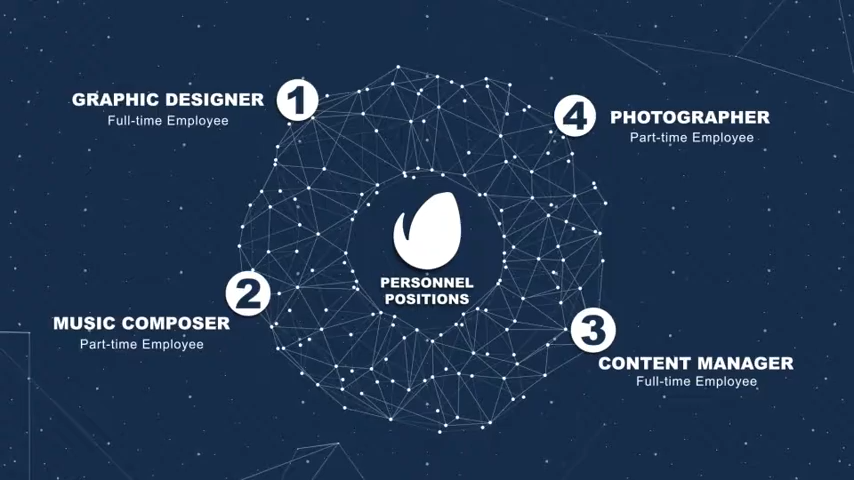 GRAPHIC DESIGNER
Full-time Employee
1
4
PHOTOGRAPHER
Part-time Employee
PERSONNEL
POSITIONS
2
MUSIC COMPOSER
Part-time Employee
3
CONTENT MANAGER
Full-time Employee